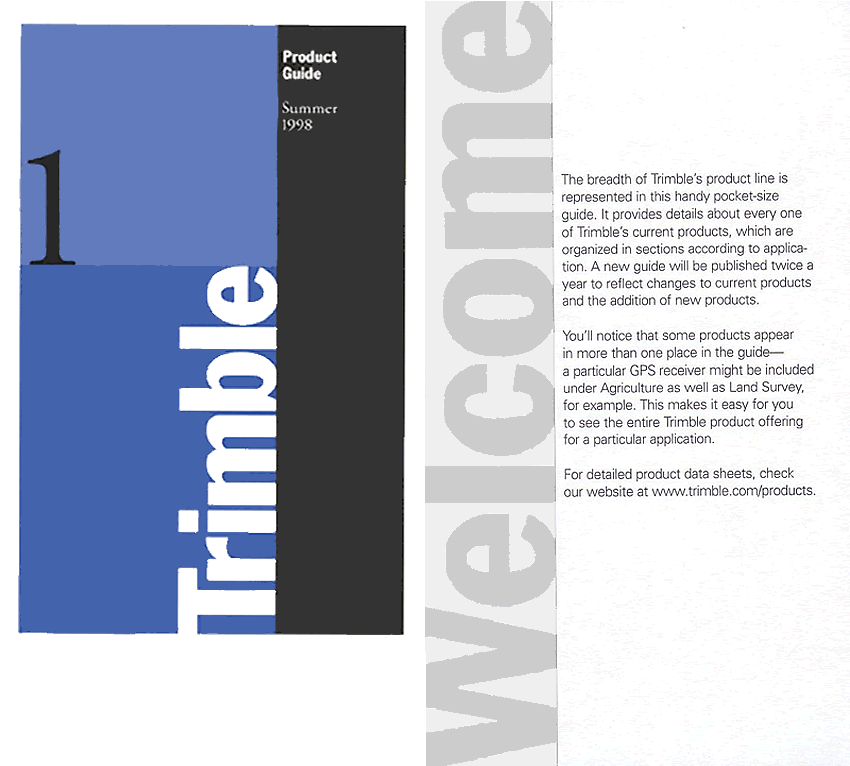 Product
Guide
Summer
1998
1
Trimble
Welcome
The breadth of Trimble's product line is
represented in this handy pocket-size
guide. It provides details about every one
of Trimble's current products, which are
organized in sections according to applica-
tion. A new guide will be published twice a
year to reflect changes to current products
and the addition of new products.
You'll notice that some products appear
in more than one place in the guide—
a particular GPS receiver might be included
under Agriculture as well as Land Survey,
for example. This makes it easy for you
to see the entire Trimble product offering
for a particular application.
For detailed product data sheets, check
our website at www.trimble.com/products.